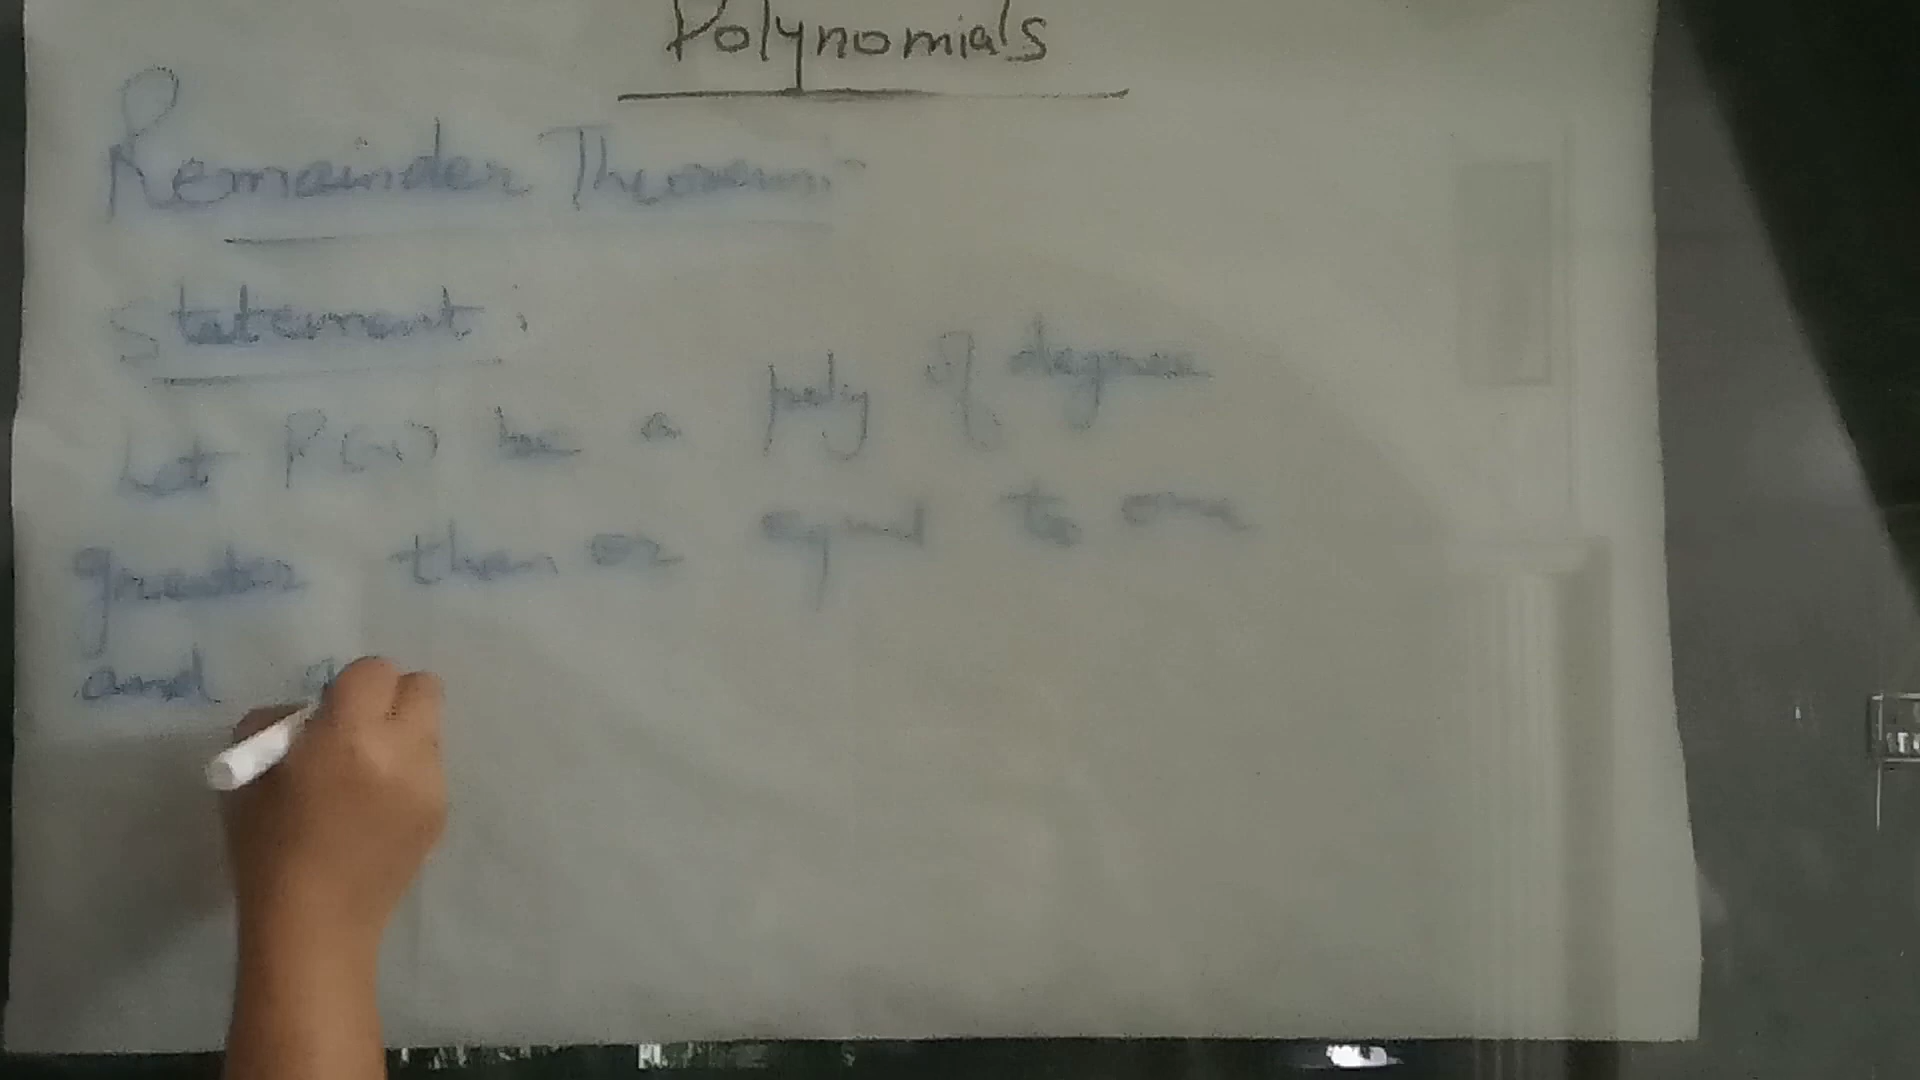 Polynomials
Remainder Theorem:-
Statement:
Let P(x) be a poly of degree
greater than or equal to one
and a